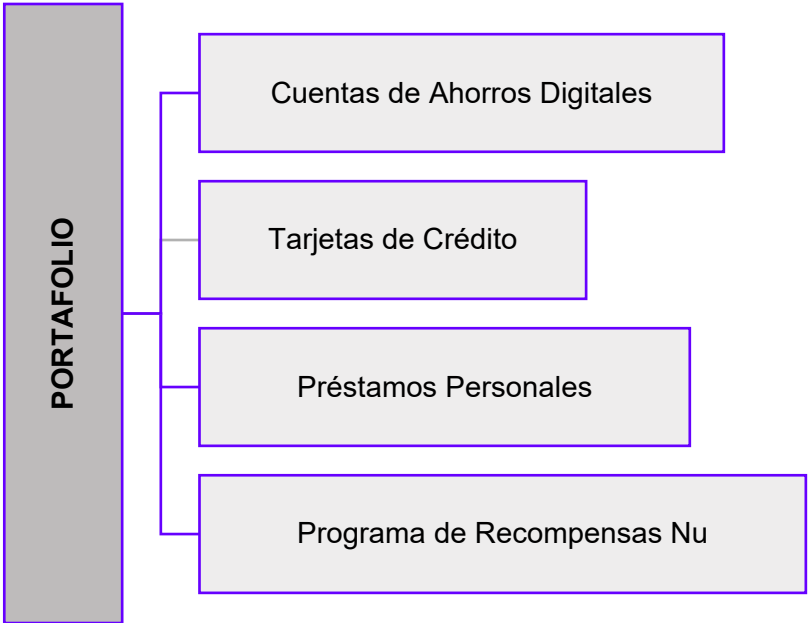 PORTAFOLIO
Cuentas de Ahorros Digitales
Tarjetas de Crédito
Préstamos Personales
Programa de Recompensas Nu